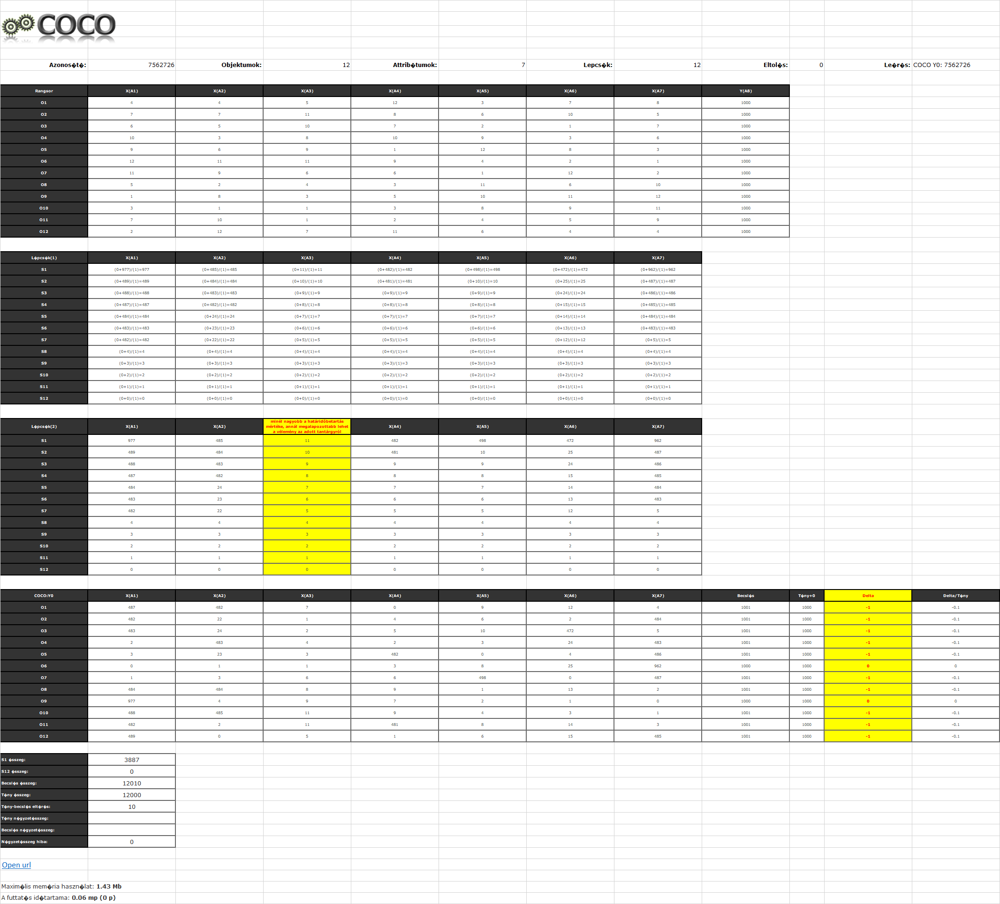 COCO
Azonos�t�: 7562726 Objektumok: 12 Attrib�tumok: 7 Lepcs�k: 12 Eltol�s: 0 Le�r�s: COCO Y0: 7562726
Rangsor X(A1) X(A2) X(A3) X(A4) X(A5) X(A6) X(A7) Y(A8)
O1 4 4 5 12 3 7 8 1000
O2 7 7 11 8 6 10 5 1000
O3 6 5 10 7 2 1 7 1000
O4 10 3 8 10 9 3 6 1000
O5 9 6 9 1 12 8 3 1000
O6 12 11 11 9 4 2 1 1000
O7 11 9 6 6 1 12 2 1000
O8 5 2 4 3 11 6 10 1000
O9 1 8 3 5 10 11 12 1000
O10 3 1 1 3 8 9 11 1000
O11 7 10 1 2 4 5 9 1000
O12 2 12 7 11 6 4 4 1000
L�pcs�k(1) X(A1) X(A2) X(A3) X(A4) X(A5) X(A6) X(A7)
S1 (0+977)/(1)=977 (0+485)/(1)=485 (0+11)/(1)=11 (0+482)/(1)=482 (0+498)/(1)=498 (0+472)/(1)=472 (0+962)/(1)=962
S2 (0+489)/(1)=489 (0+484)/(1)=484 (0+10)/(1)=10 (0+481)/(1)=481 (0+10)/(1)=10 (0+25)/(1)=25 (0+487)/(1)=487
S3 (0+488)/(1)=488 (0+483)/(1)=483 (0+9)/(1)=9 (0+9)/(1)=9 (0+9)/(1)=9 (0+24)/(1)=24 (0+486)/(1)=486
S4 (0+487)/(1)=487 (0+482)/(1)=482 (0+8)/(1)=8 (0+8)/(1)=8 (0+8)/(1)=8 (0+15)/(1)=15 (0+485)/(1)=485
S5 (0+484)/(1)=484 (0+24)/(1)=24 (0+7)/(1)=7 (0+7)/(1)=7 (0+7)/(1)=7 (0+14)/(1)=14 (0+484)/(1)=484
S6 (0+483)/(1)=483 (0+23)/(1)=23 (0+6)/(1)=6 (0+6)/(1)=6 (0+6)/(1)=6 (0+13)/(1)=13 (0+483)/(1)=483
S7 (0+482)/(1)=482 (0+22)/(1)=22 (0+5)/(1)=5 (0+5)/(1)=5 (0+5)/(1)=5 (0+12)/(1)=12 (0+5)/(1)=5
S8 (0+4)/(1)=4 (0+4)/(1)=4 (0+4)/(1)=4 (0+4)/(1)=4 (0+4)/(1)=4 (0+4)/(1)=4 (0+4)/(1)=4
S9 (0+3)/(1)=3 (0+3)/(1)=3 (0+3)/(1)=3 (0+3)/(1)=3 (0+3)/(1)=3 (0+3)/(1)=3 (0+3)/(1)=3
S10 (0+2)/(1)=2 (0+2)/(1)=2 (0+2)/(1)=2 (0+2)/(1)=2 (0+2)/(1)=2 (0+2)/(1)=2 (0+2)/(1)=2
S11 (0+1)/(1)=1 (0+1)/(1)=1 (0+1)/(1)=1 (0+1)/(1)=1 (0+1)/(1)=1 (0+1)/(1)=1 (0+1)/(1)=1
S12 (0+0)/(1)=0 (0+0)/(1)=0 (0+0)/(1)=0 (0+0)/(1)=0 (0+0)/(1)=0 (0+0)/(1)=0 (0+0)/(1)=0
minél nagyobb a határidőbetartás
L�pcs�k(2) X(A1) X(A2) mértéke, annál megalapozottabb lehet X(A4) X(A5) X(A6) X(A7)
a vélemény az adott tantárgyról
S1 977 485 11 482 498 472 962
S2 489 484 10 481 10 25 487
S3 488 483 9 9 9 24 486
S4 487 482 8 8 8 15 485
S5 484 24 7 7 7 14 484
S6 483 23 6 6 6 13 483
S7 482 22 5 5 5 12 5
S8 4 4 4 4 4 4 4
S9 3 3 3 3 3 3 3
S10 2 2 2 2 2 2 2
S11 1 1 1 1 1 1 1
S12 0 0 0 0 0 0 0
COCO:Y0 X(A1) X(A2) X(A3) X(A4) X(A5) X(A6) X(A7) Becsl�s T�ny+0 Delta Delta/T�ny
O1 487 482 7 0 9 12 4 1001 1000 -1 -0.1
O2 482 22 1 4 6 2 484 1001 1000 -1 -0.1
O3 483 24 2 5 10 472 5 1001 1000 -1 -0.1
O4 2 483 4 2 3 24 483 1001 1000 -1 -0.1
O5 3 23 3 482 0 4 486 1001 1000 -1 -0.1
O6 0 1 1 3 8 25 962 1000 1000 0 0
O7 1 3 6 6 498 0 487 1001 1000 -1 -0.1
O8 484 484 8 9 1 13 2 1001 1000 -1 -0.1
O9 977 4 9 7 2 1 0 1000 1000 0 0
O10 488 485 11 9 4 3 1 1001 1000 -1 -0.1
O11 482 2 11 481 8 14 3 1001 1000 -1 -0.1
O12 489 0 5 1 6 15 485 1001 1000 -1 -0.1
S1 �sszeg: 3887
S12 �sszeg: 0
Becsl�s �sszeg: 12010
T�ny �sszeg: 12000
T�ny-becsl�s elt�r�s: 10
T�ny n�gyzet�sszeg:
Becsl�s n�gyzet�sszeg:
N�gyzet�sszeg hiba: 0
Open url
Maxim�lis mem�ria haszn�lat: 1.43 Mb
A futtat�s id�tartama: 0.06 mp (0 p)